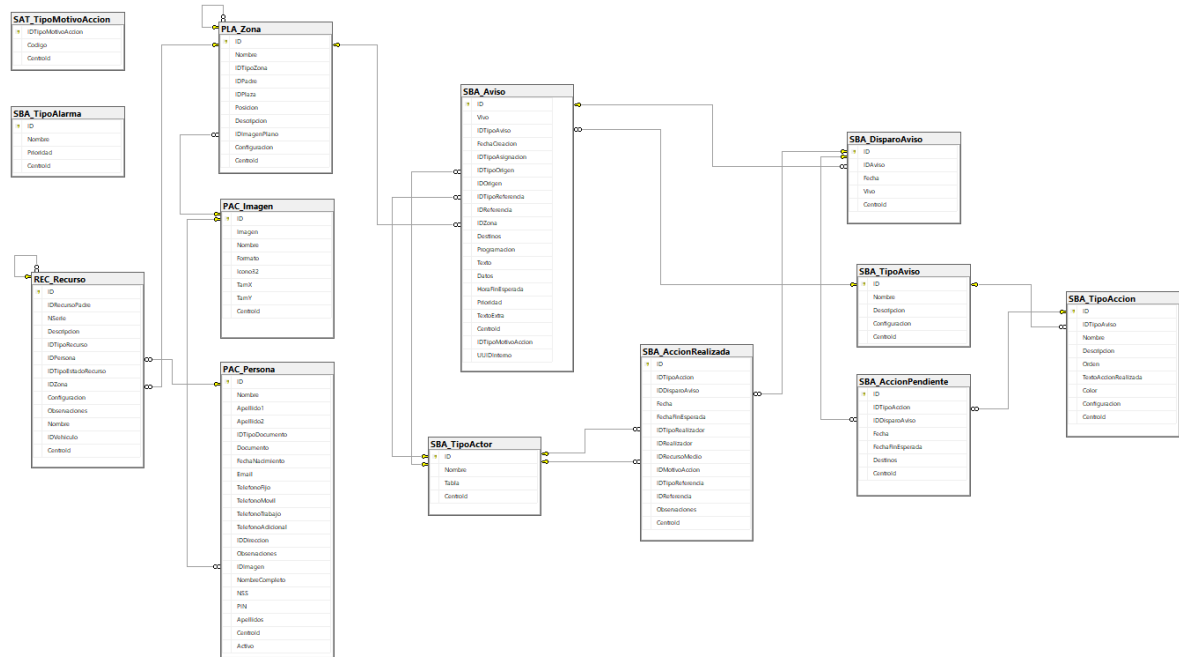 SAT_TipoMotivoAccion
IDTipoMotivoAccion
Codigo
CentroId
SBA_TipoAlarma
ID
Nombre
Prioridad
CentroId
REC_Recurso
ID
IDRecursoPadre
NSerie
Descripcion
IDTipoRecurso
IDPersona
IDTipoEstadoRecurso
IDZona
Configuracion
Observaciones
Nombre
IDVehiculo
CentroId
PLA_Zona
ID
Nombre
IDTipoZona
IDPadre
IDPlaza
Posicion
Descripcion
IDImagenPlano
Configuracion
CentroId
PAC_Imagen
ID
Imagen
Nombre
Formato
Icono32
TamX
TamY
CentroId
PAC_Persona
ID
Nombre
Apellido1
Apellido2
IDTipoDocumento
Documento
FechaNacimiento
Email
TelefonoFijo
TelefonoMovil
TelefonoTrabajo
TelefonoAdicional
IDDireccion
Observaciones
IDImagen
NombreCompleto
NSS
PIN
Apellidos
CentroId
Activo
SBA_Aviso
ID
Vivo
IDTipoAviso
FechaCreacion
IDTipoAsignacion
IDTipoOrigen
IDOrigen
IDTipoReferencia
IDReferencia
IDZona
Destinos
Programacion
Texto
Datos
HoraFinEsperada
Prioridad
TextoExtra
CentroId
IDTipoMotivoAccion
UUIDInterno
SBA_TipoActor
ID
Nombre
Tabla
CentroId
SBA_AccionRealizada
ID
IDTipoAccion
IDDisparoAviso
Fecha
FechaFinEsperada
IDTipoRealizador
IDRealizador
IDRecursoMedio
IDMotivoAccion
IDTipoReferencia
IDReferencia
Observaciones
CentroId
SBA_DisparoAviso
ID
IDAviso
Fecha
Vivo
CentroId
SBA_TipoAviso
ID
Nombre
Descripcion
Configuracion
CentroId
SBA_AccionPendiente
ID
IDTipoAccion
IDDisparoAviso
Fecha
FechaFinEsperada
Destinos
CentroId
SBA_TipoAccion
ID
IDTipoAviso
Nombre
Descripcion
Orden
TextoAccionRealizada
Color
Configuracion
CentroId